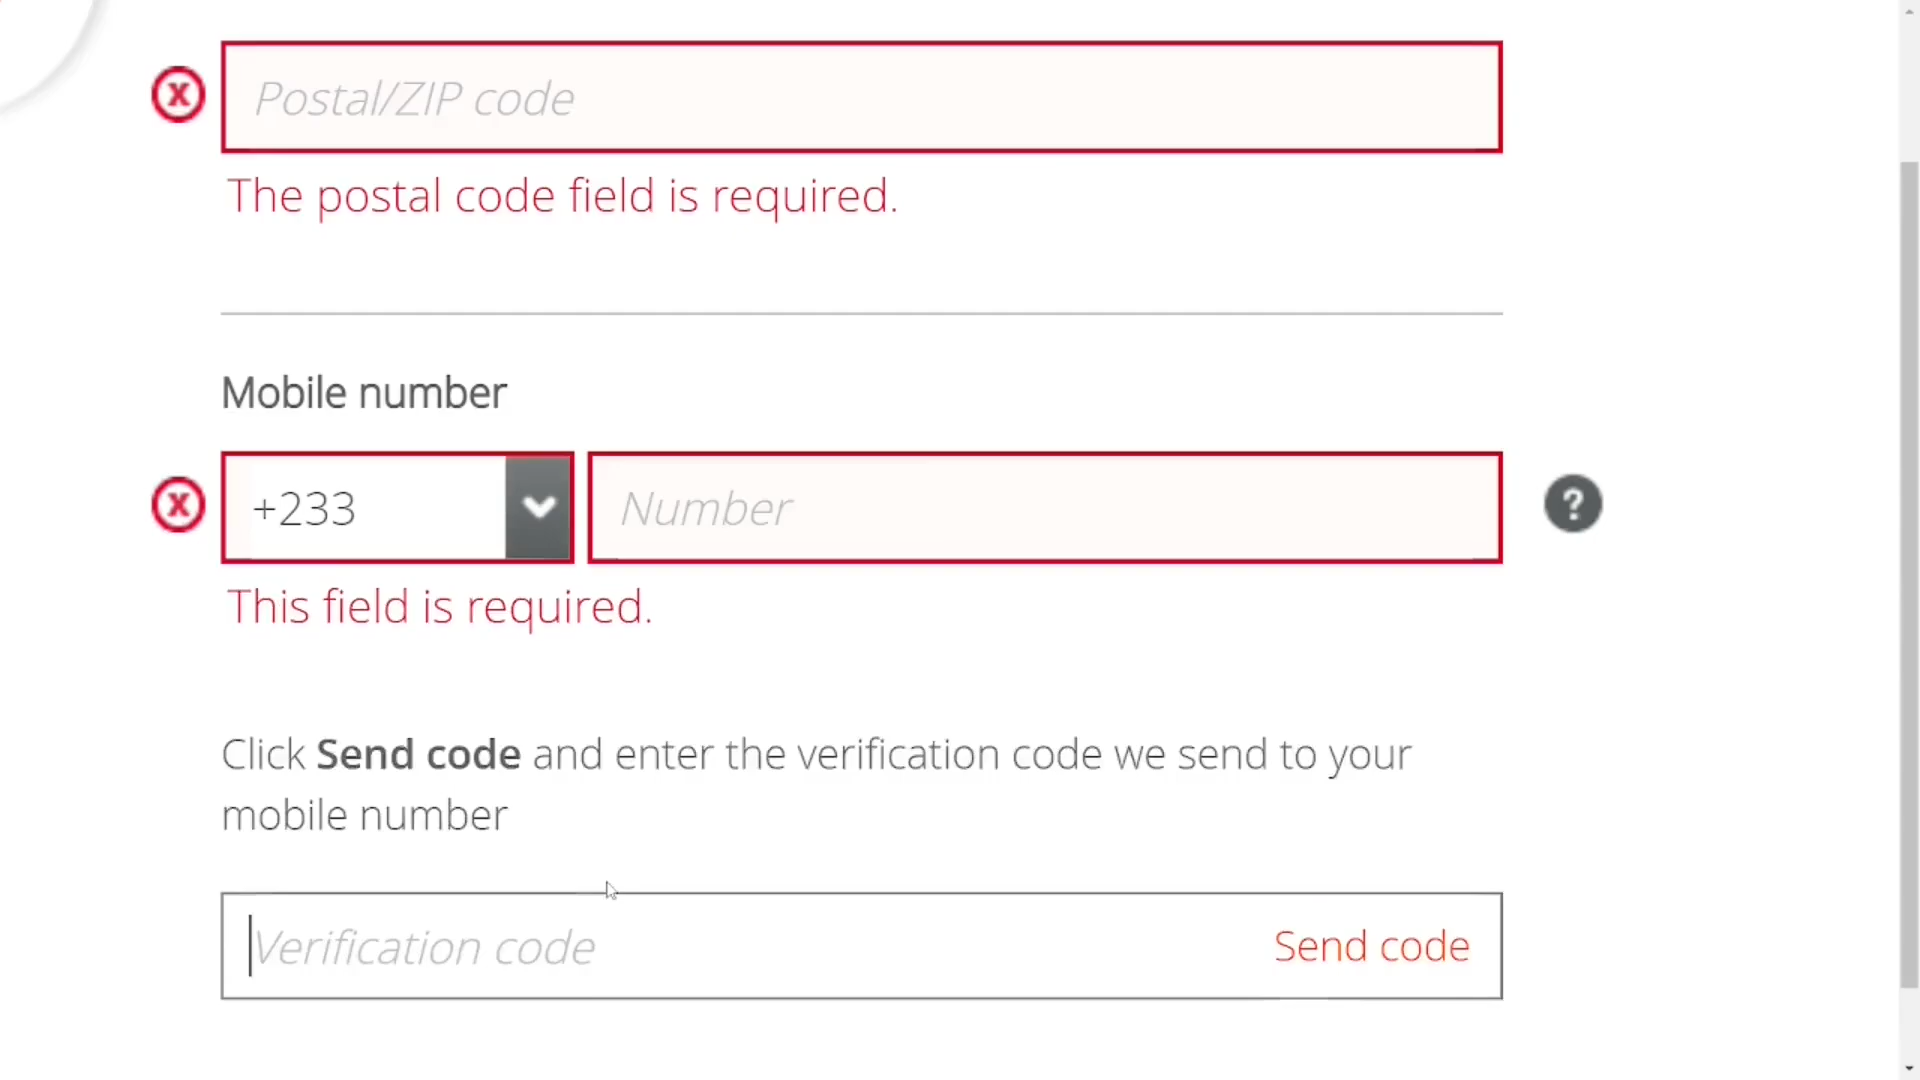 Postal/ZIP code
The postal code field is required.
Mobile number
+233
Number
?
This field is required.
Click Send code and enter the verification code we send to your
mobile number
Verification code
Send code